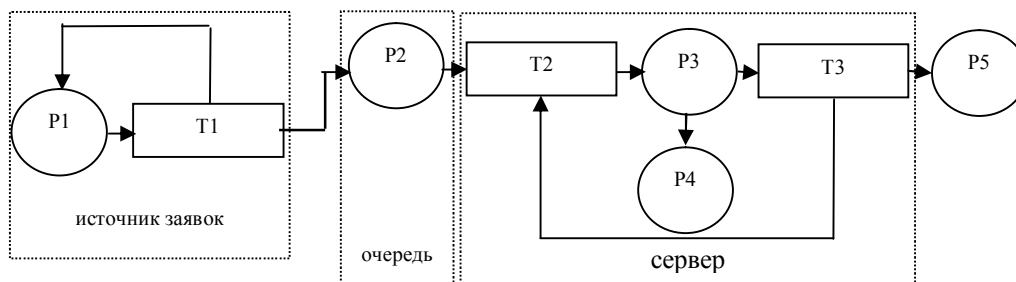 P1
T1
источник заявок
P2
очередь
T2
P3
T3
P4
сервер
P5